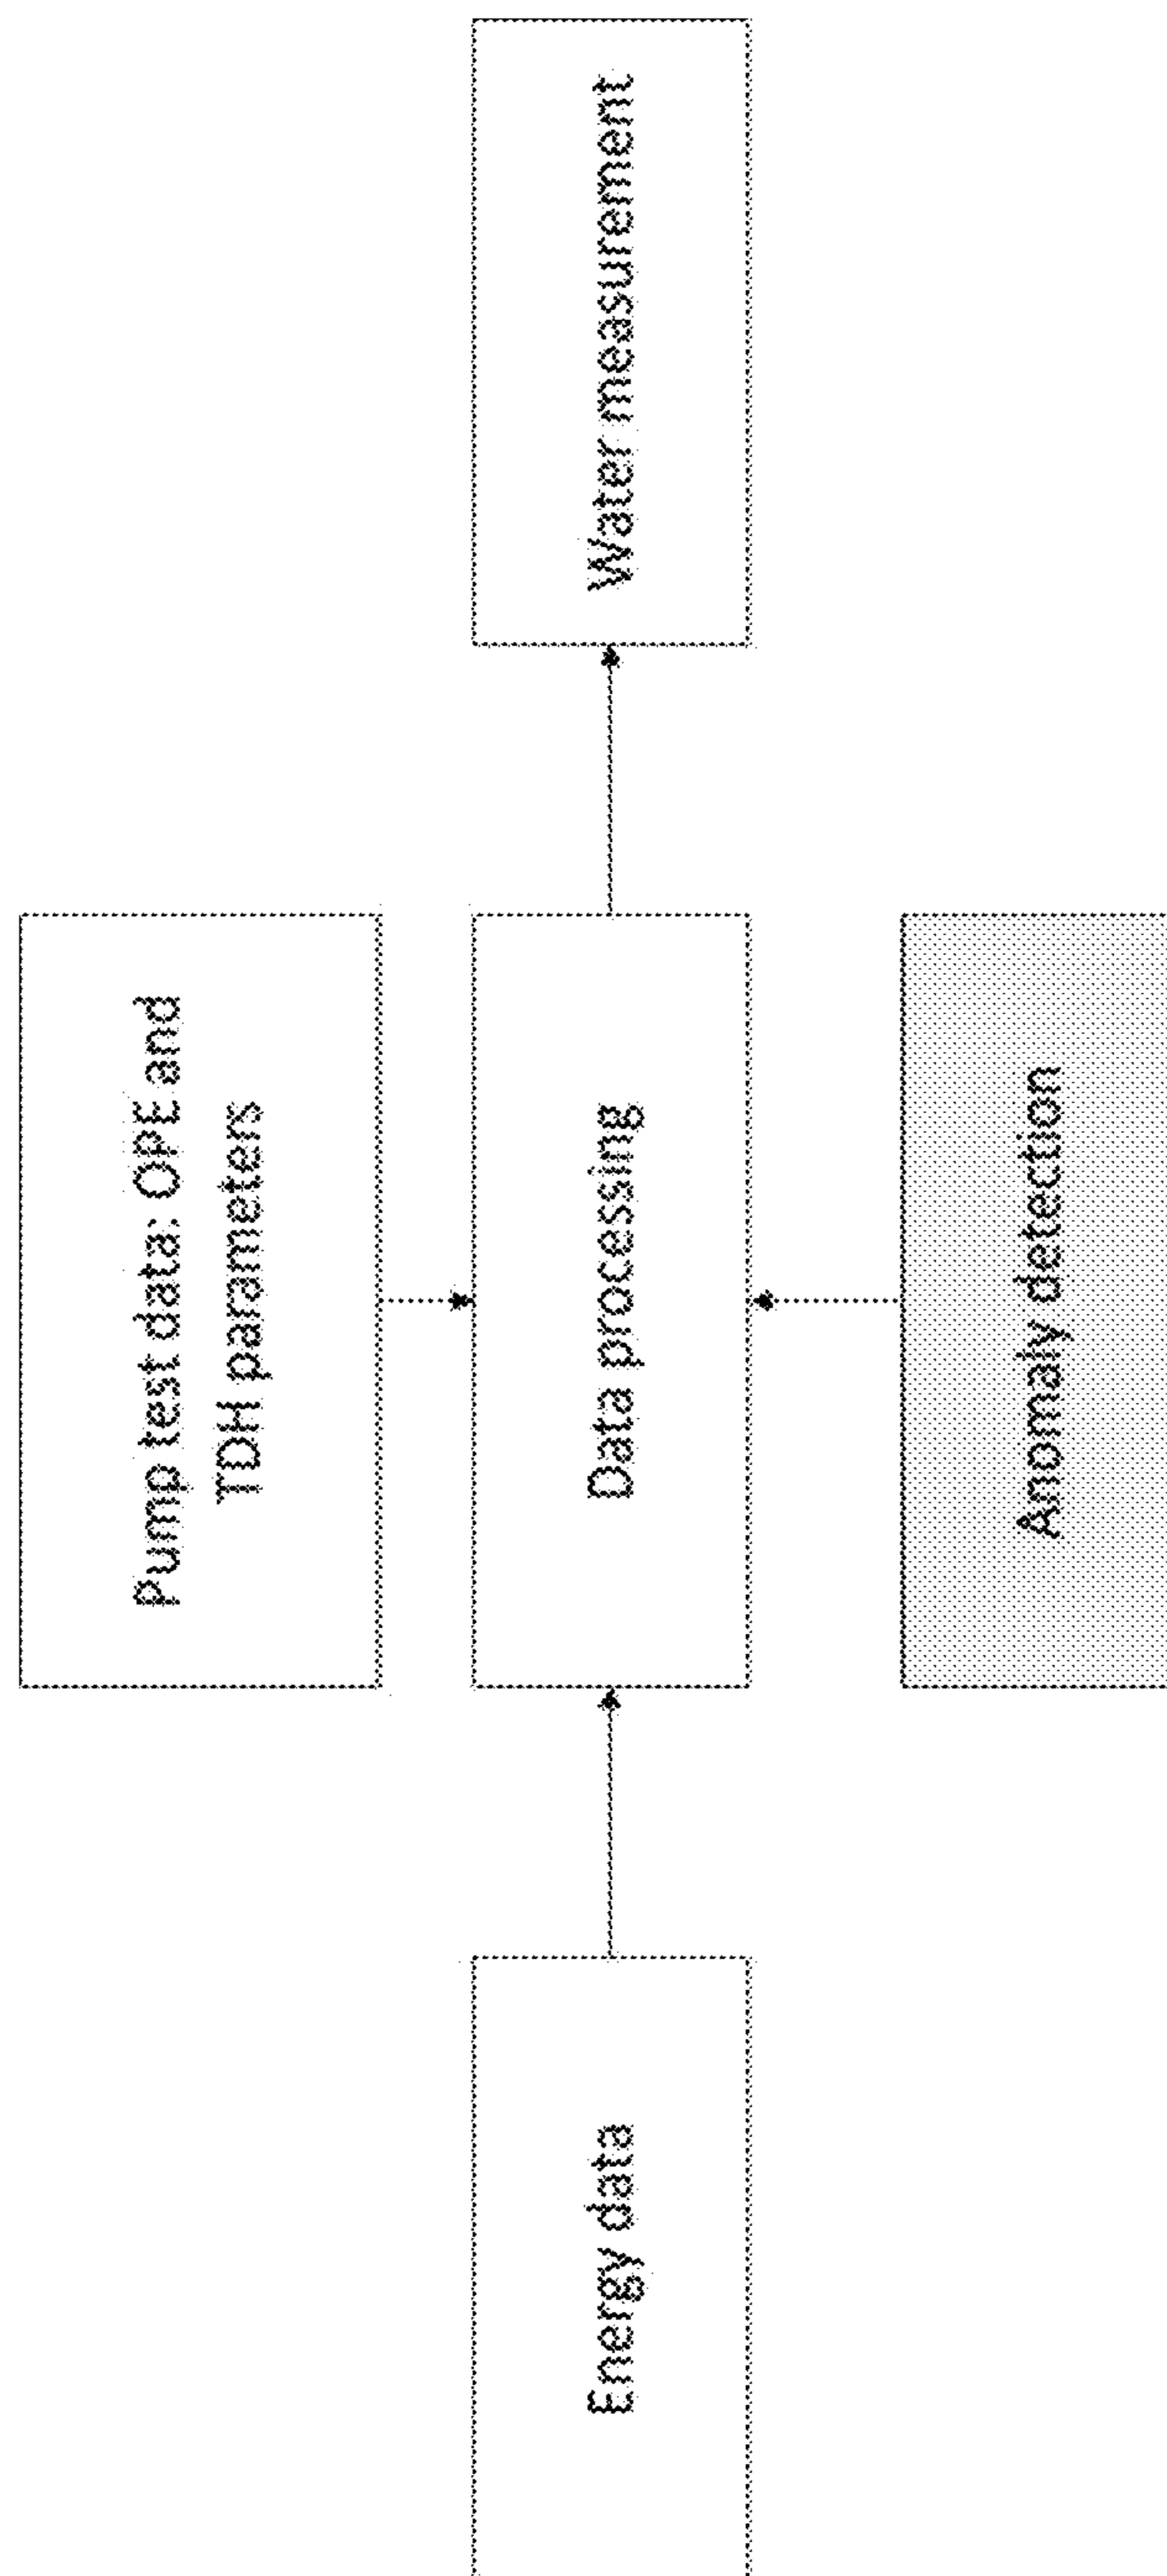 Pump test data: OPE and
TDH parameters
Energy data
Data processing
Water measurement
Anomaly detection